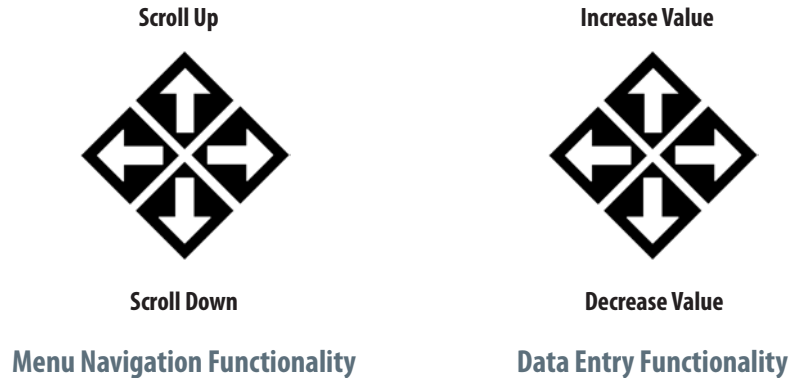 Scroll Up
Scroll Down
Menu Navigation Functionality
Increase Value
Decrease Value
Data Entry Functionality